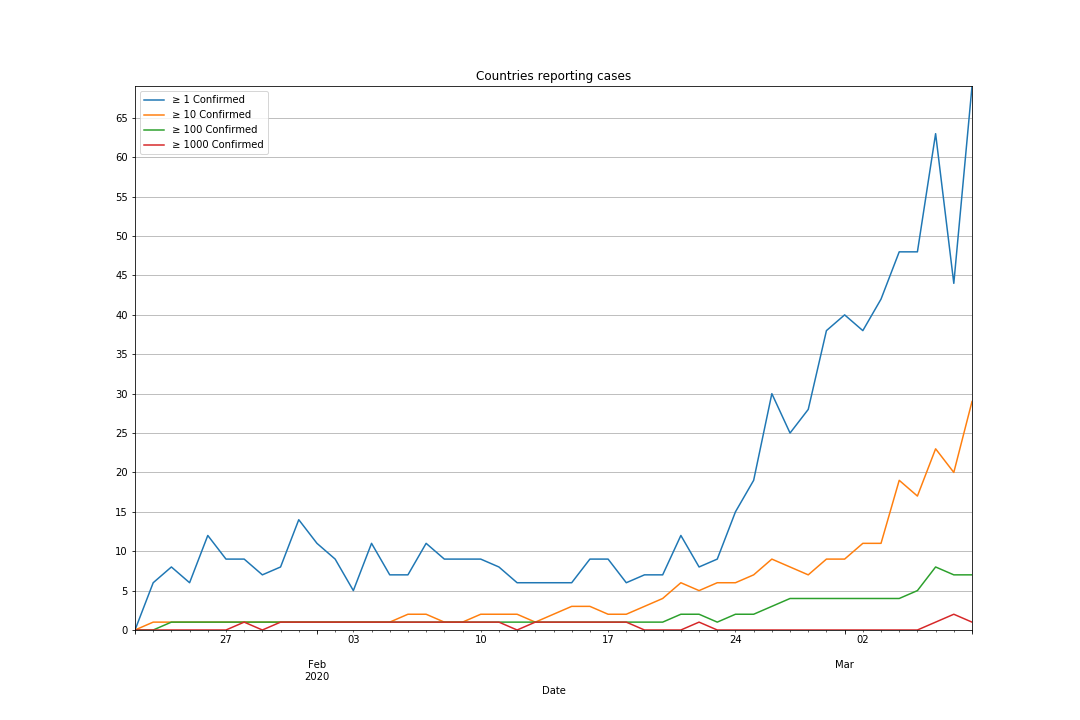 Countries reporting cases
≥ 1 Confirmed
≥ 10 Confirmed
≥ 100 Confirmed
≥ 1000 Confirmed
65
60
55
50
45
40
35
30
25
20
15
10
5
0
27 03 10 17 24 02
Feb Mar
2020
Date